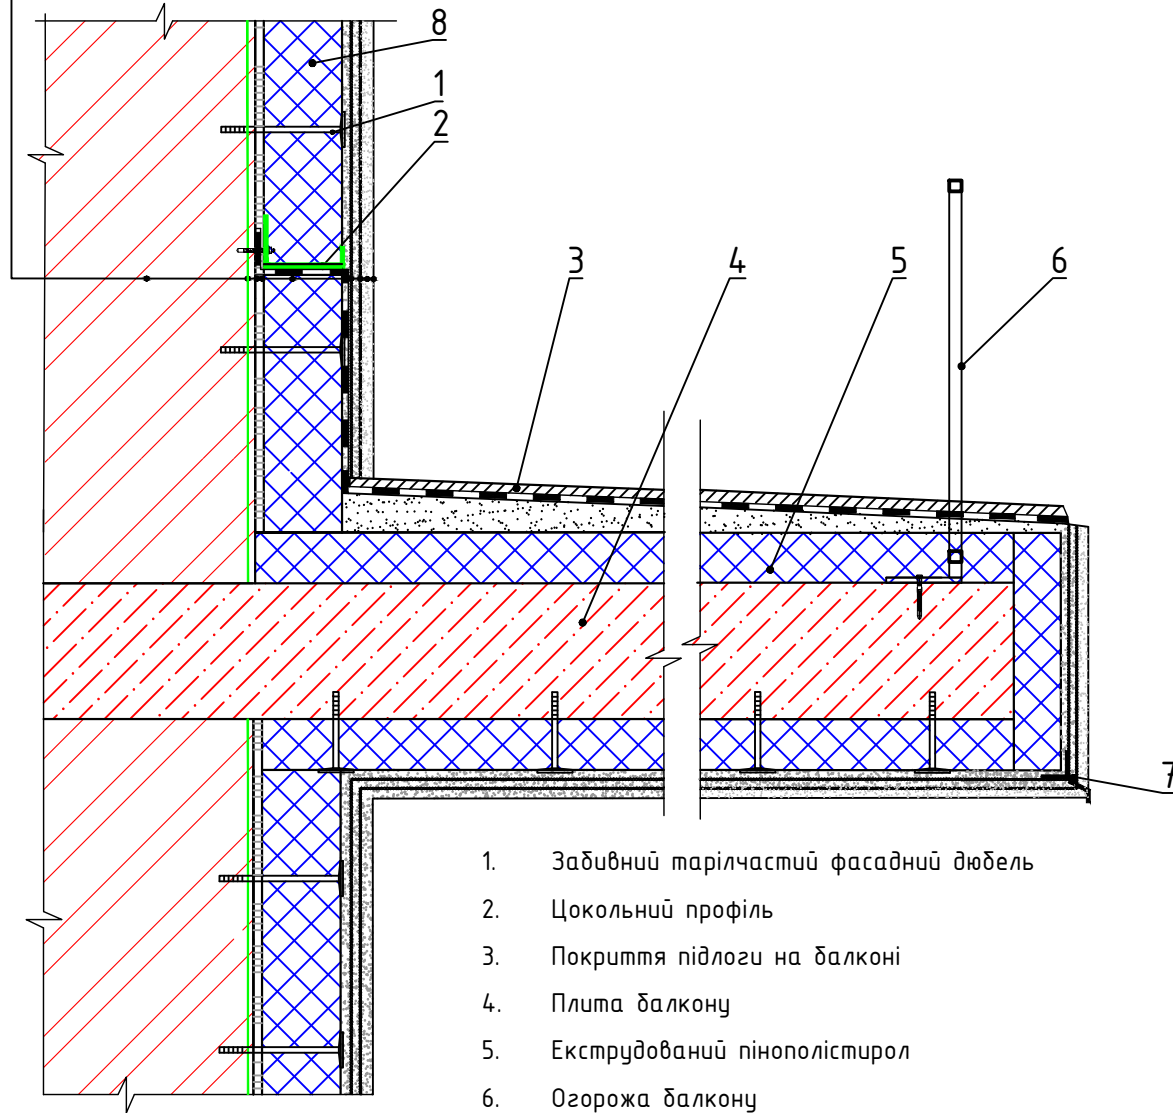 8
1
2
3 4 5 6
7
1. Забивний тарілчастий фасадний дюбель
2. Цокольний профіль
3. Покриття підлоги на балконі
4. Плита балкону
5. Екструдований пінополістирол
6. Огорожа балкону